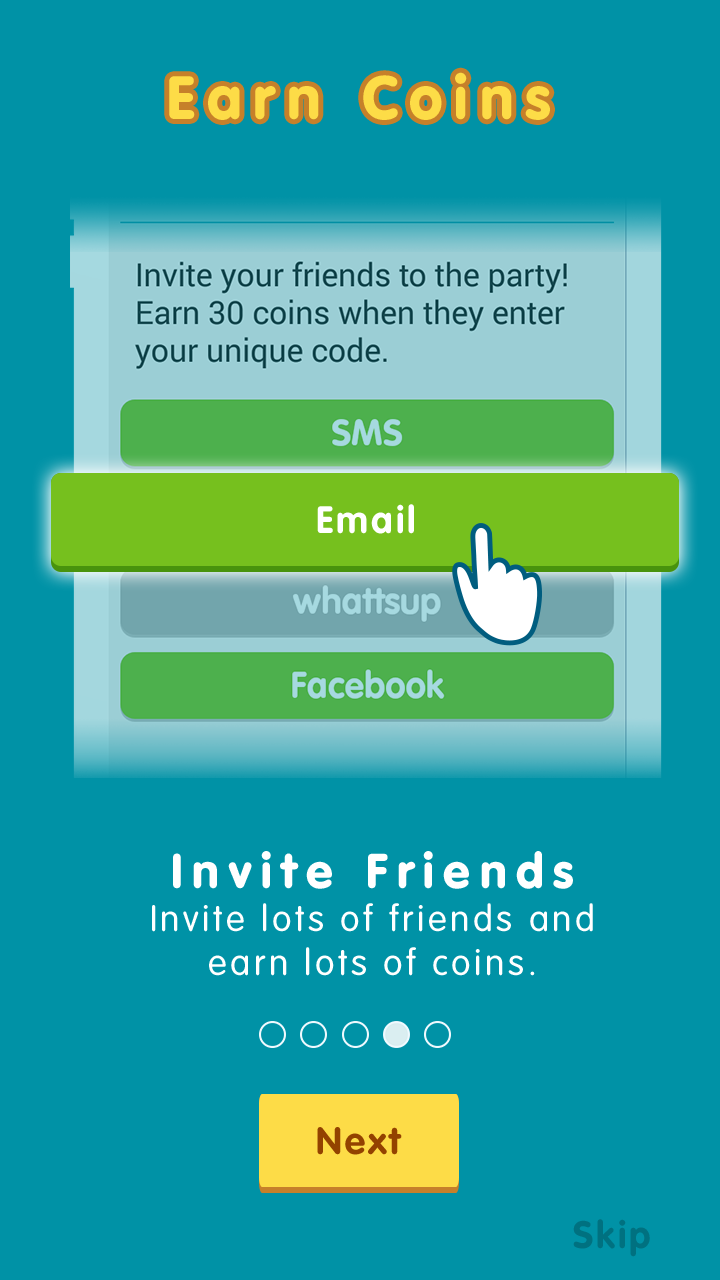 Earn Coins
Invite your friends to the party!
Earn 30 coins when they enter
your unique code.
SMS
Email
whattsup
Facebook
Invite Friends
Invite lots of friends and
earn lots of coins.
Next
Skip